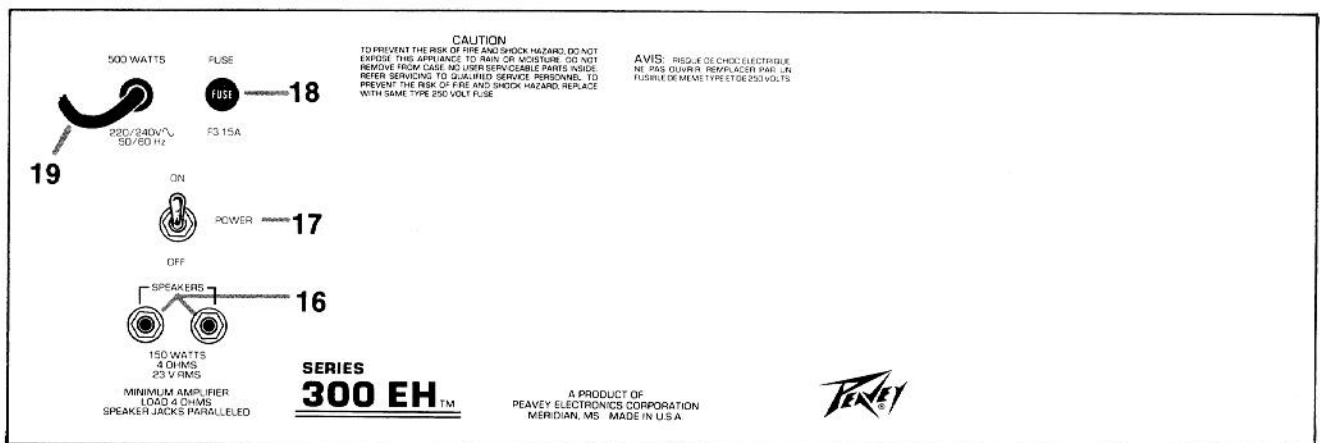 500 WATTS
FUSE
FUSE
18
220/240V
50/60 Hz
F3.15A
19
ON
POWER
17
OFF
SPEAKERS
16
150 WATTS
4 OHMS
23 V RMS
MINIMUM AMPLIFIER
LOAD 4 OHMS
SPEAKER JACKS PARALLELED
CAUTION
TO PREVENT THE RISK OF FIRE AND SHOCK HAZARD, DO NOT
EXPOSE THIS APPLIANCE TO RAIN OR MOISTURE. DO NOT
REMOVE FROM CASE. NO USER SERVICEABLE PARTS INSIDE.
REFER SERVICING TO QUALIFIED SERVICE PERSONNEL. TO
PREVENT THE RISK OF FIRE AND SHOCK HAZARD, REPLACE
WITH SAME TYPE 250 VOLT FUSE
AVIS: RISQUE DE CHOC ELECTRIQUE
NE PAS OUVRIR. REMPLACER PAR UN
FUSIBLE DE MEME TYPE ET DE 250 VOLTS.
SERIES
300 EH™
A PRODUCT OF
PEAVEY ELECTRONICS CORPORATION
MERIDIAN, MS MADE IN U.S.A.
PEAVEY®